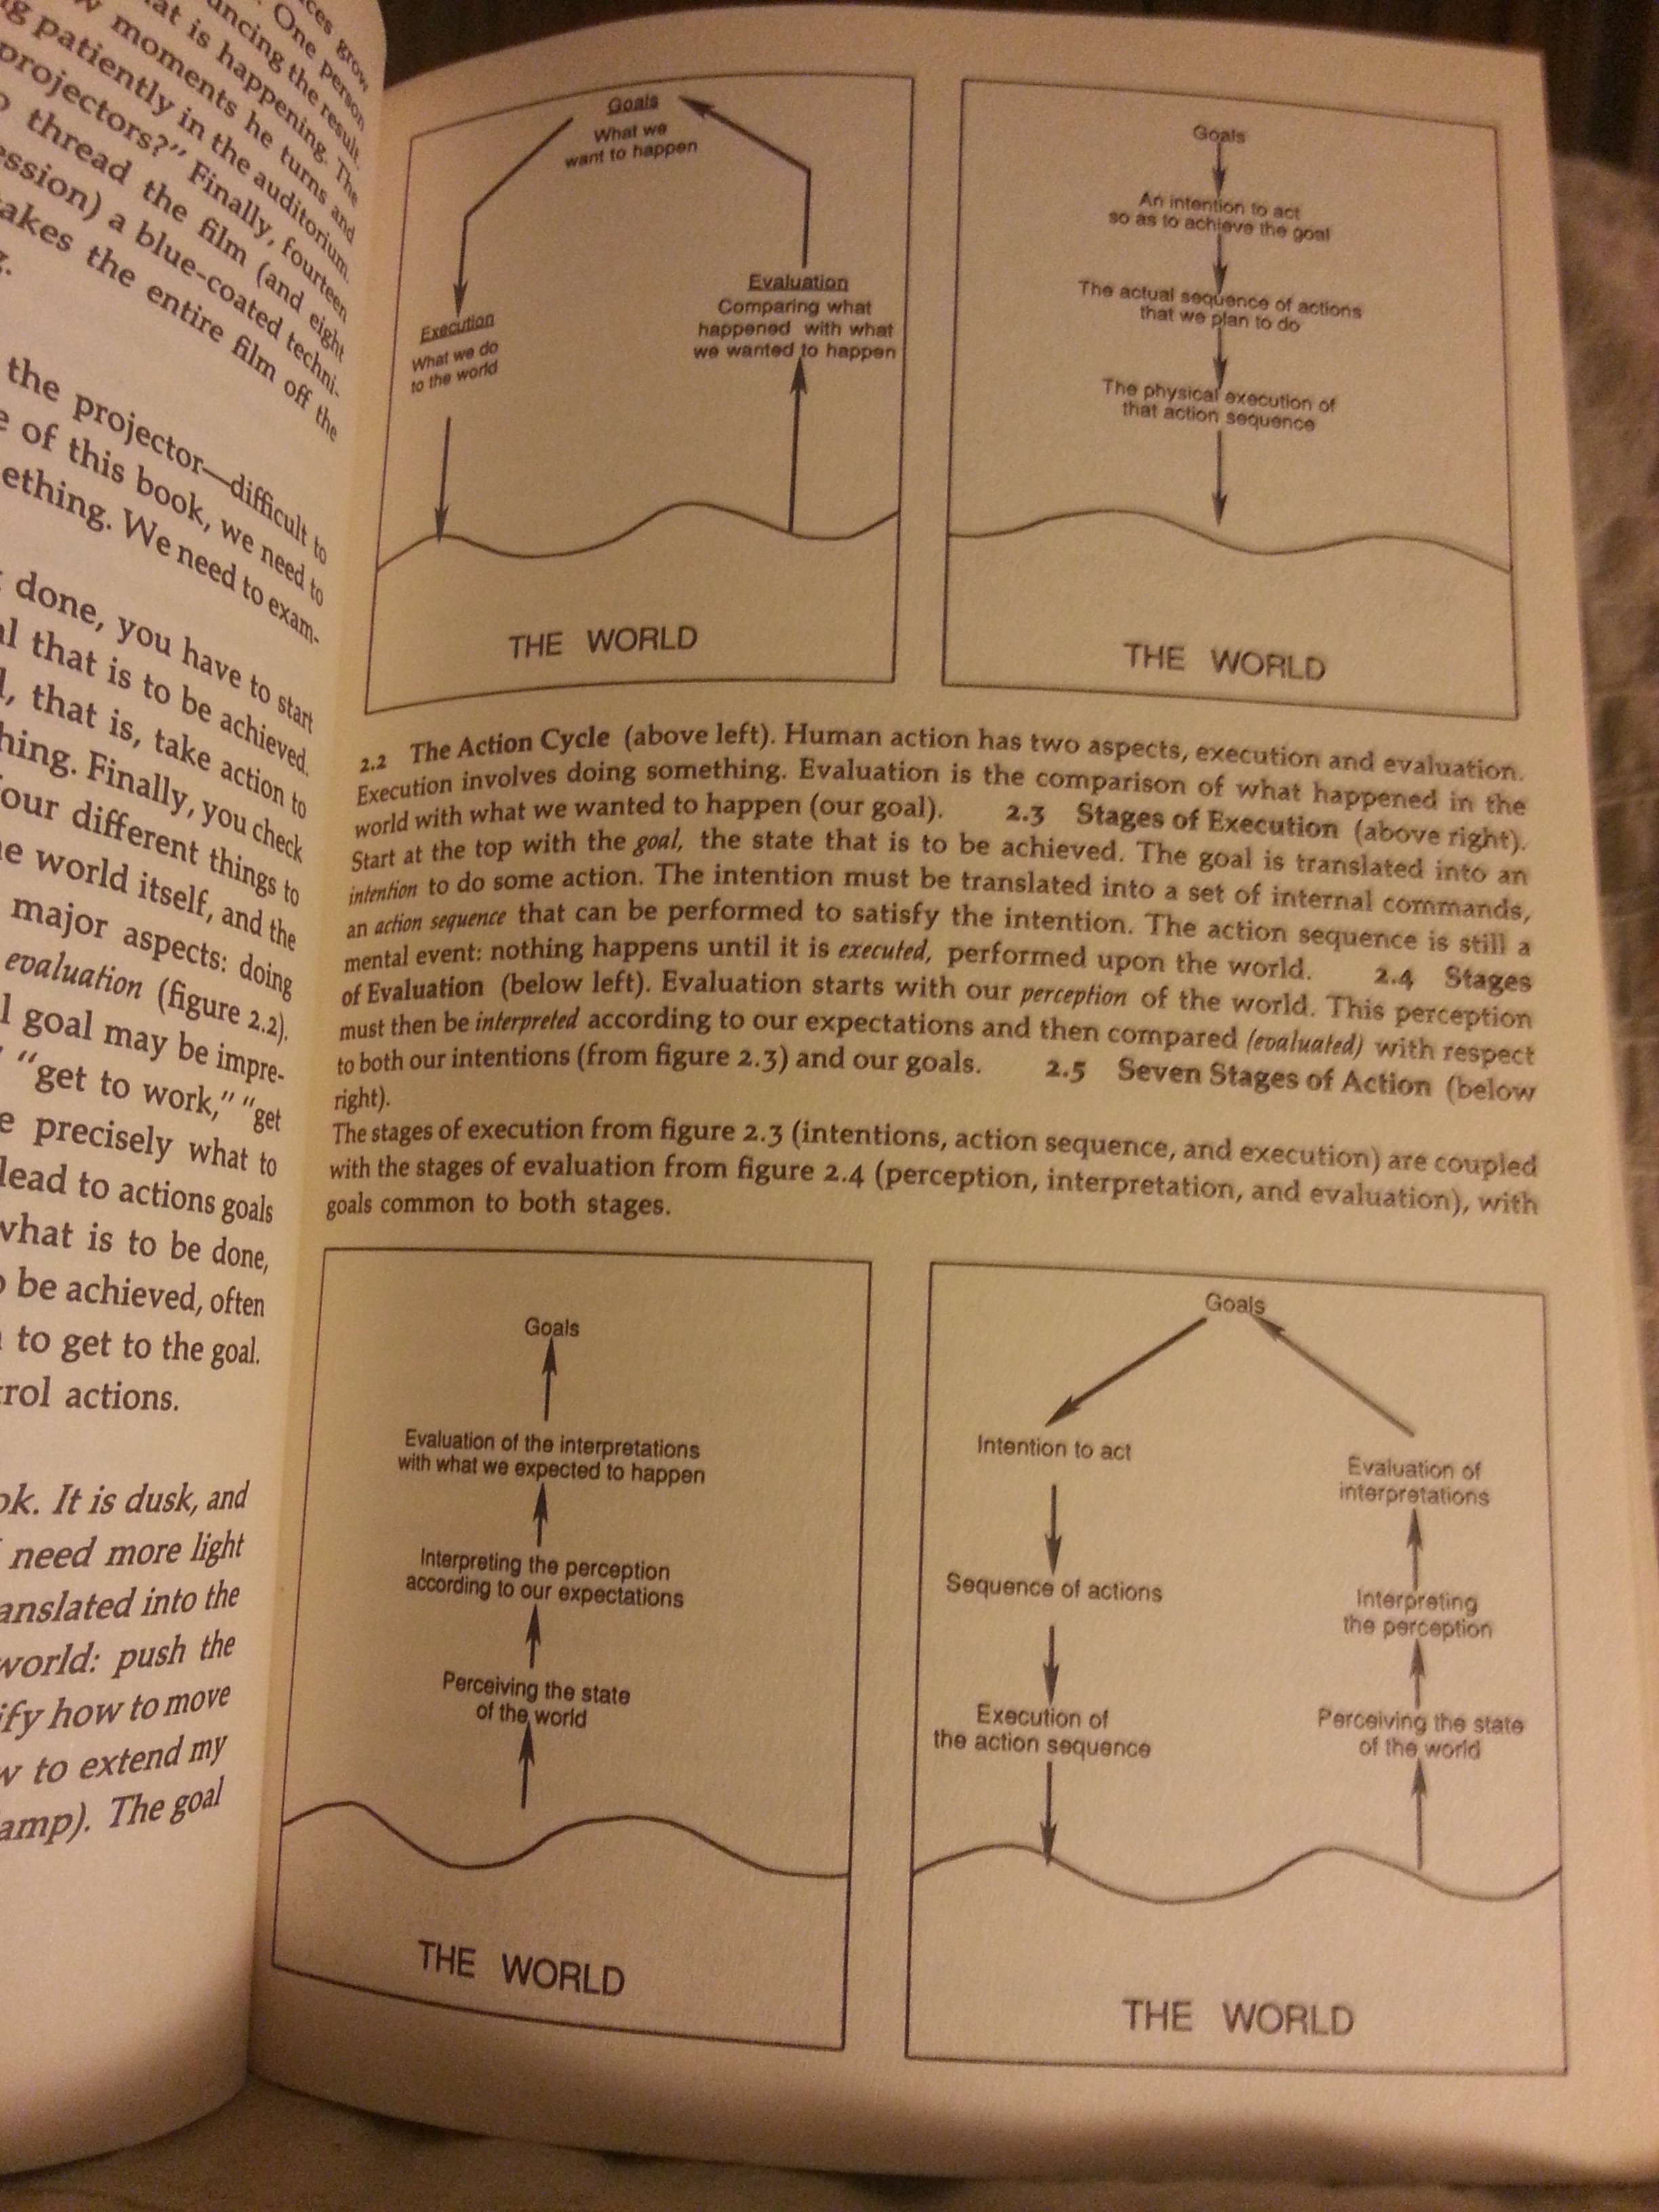 ces grow
One person
uncing the result.
at is happening. The
w moments he turns and
g patiently in the auditorium.
projectors?" Finally, fourteen
thread the film (and eight
ession) a blue-coated techni-
takes the entire film off the
g.
the projector—difficult to
e of this book, we need to
ething. We need to exam-
done, you have to start
al that is to be achieved.
l, that is, take action to
hing. Finally, you check
our different things to
e world itself, and the
major aspects: doing
evaluation (figure 2.2).
l goal may be impre-
"get to work," "get
e precisely what to
lead to actions goals
what is to be done,
o be achieved, often
to get to the goal.
trol actions.
ok. It is dusk, and
need more light
anslated into the
world: push the
ify how to move
w to extend my
amp). The goal
Goals
What we
want to happen
Execution
What we do
to the world
Evaluation
Comparing what
happened with what
we wanted to happen
THE WORLD
Goals
An intention to act
so as to achieve the goal
The actual sequence of actions
that we plan to do
The physical execution of
that action sequence
THE WORLD
2.2 The Action Cycle (above left). Human action has two aspects, execution and evaluation.
Execution involves doing something. Evaluation is the comparison of what happened in the
world with what we wanted to happen (our goal). 2.3 Stages of Execution (above right).
Start at the top with the goal, the state that is to be achieved. The goal is translated into an
intention to do some action. The intention must be translated into a set of internal commands,
an action sequence that can be performed to satisfy the intention. The action sequence is still a
mental event: nothing happens until it is executed, performed upon the world. 2.4 Stages
of Evaluation (below left). Evaluation starts with our perception of the world. This perception
must then be interpreted according to our expectations and then compared (evaluated) with respect
to both our intentions (from figure 2.3) and our goals. 2.5 Seven Stages of Action (below
right).
The stages of execution from figure 2.3 (intentions, action sequence, and execution) are coupled
with the stages of evaluation from figure 2.4 (perception, interpretation, and evaluation), with
goals common to both stages.
Goals
Evaluation of the interpretations
with what we expected to happen
Interpreting the perception
according to our expectations
Perceiving the state
of the world
THE WORLD
Goals
Intention to act
Sequence of actions
Execution of
the action sequence
Evaluation of
interpretations
Interpreting
the perception
Perceiving the state
of the world
THE WORLD